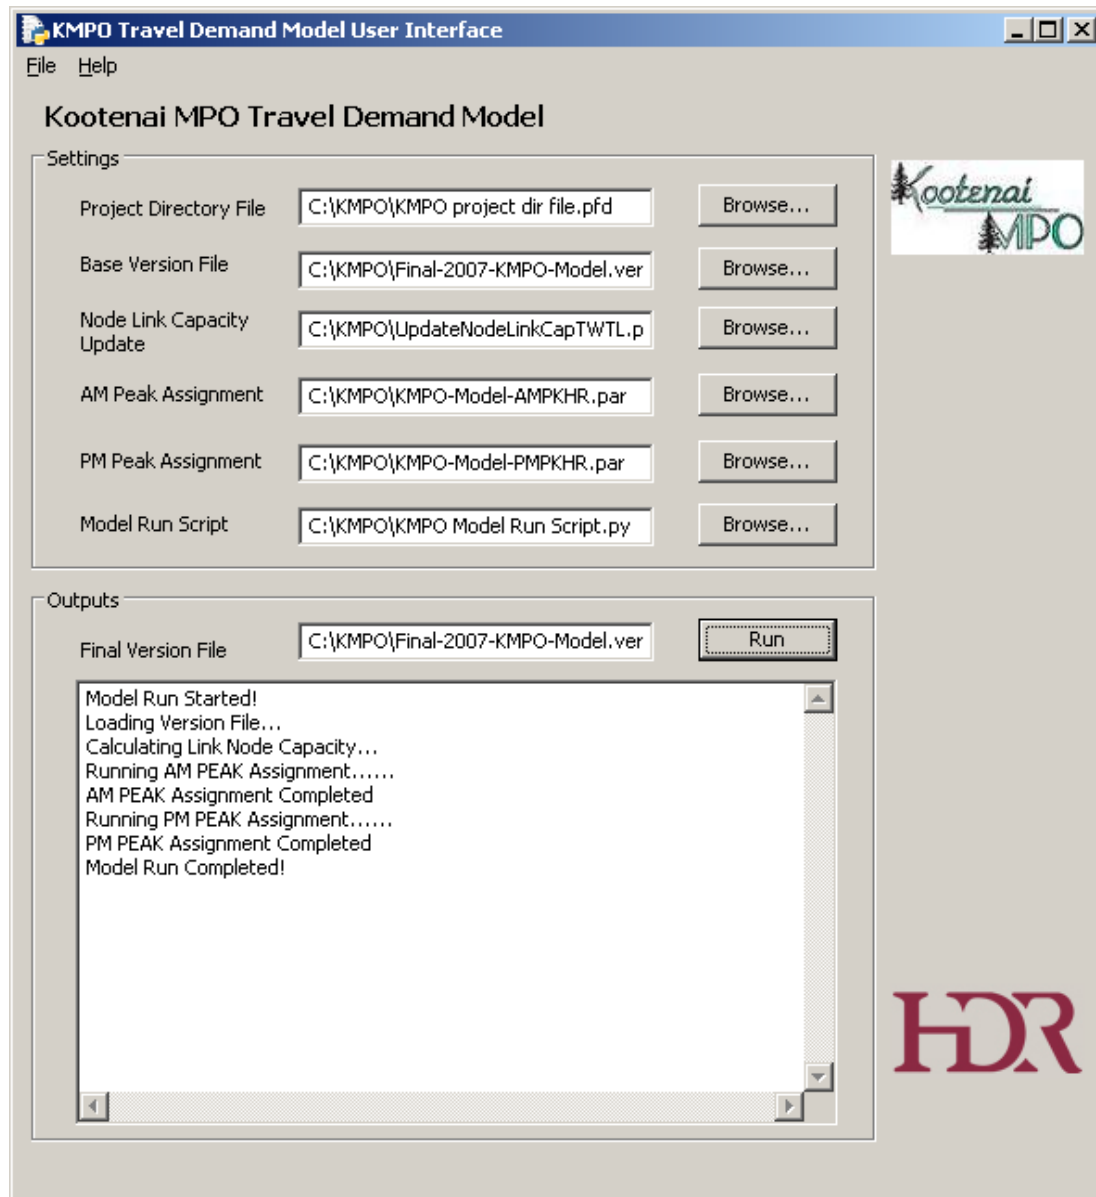 KMPO Travel Demand Model User Interface
File Help
Kootenai MPO Travel Demand Model
Settings
Project Directory File C:\KMPO\KMPO project dir file.pfd Browse...
Base Version File C:\KMPO\Final-2007-KMPO-Model.ver Browse...
Node Link Capacity
Update C:\KMPO\UpdateNodeLinkCapTWTL.p Browse...
AM Peak Assignment C:\KMPO\KMPO-Model-AMPKHR.par Browse...
PM Peak Assignment C:\KMPO\KMPO-Model-PMPKHR.par Browse...
Model Run Script C:\KMPO\KMPO Model Run Script.py Browse...
Kootenai
MPO
Outputs
Final Version File C:\KMPO\Final-2007-KMPO-Model.ver Run
Model Run Started!
Loading Version File...
Calculating Link Node Capacity...
Running AM PEAK Assignment......
AM PEAK Assignment Completed
Running PM PEAK Assignment......
PM PEAK Assignment Completed
Model Run Completed!
HDR